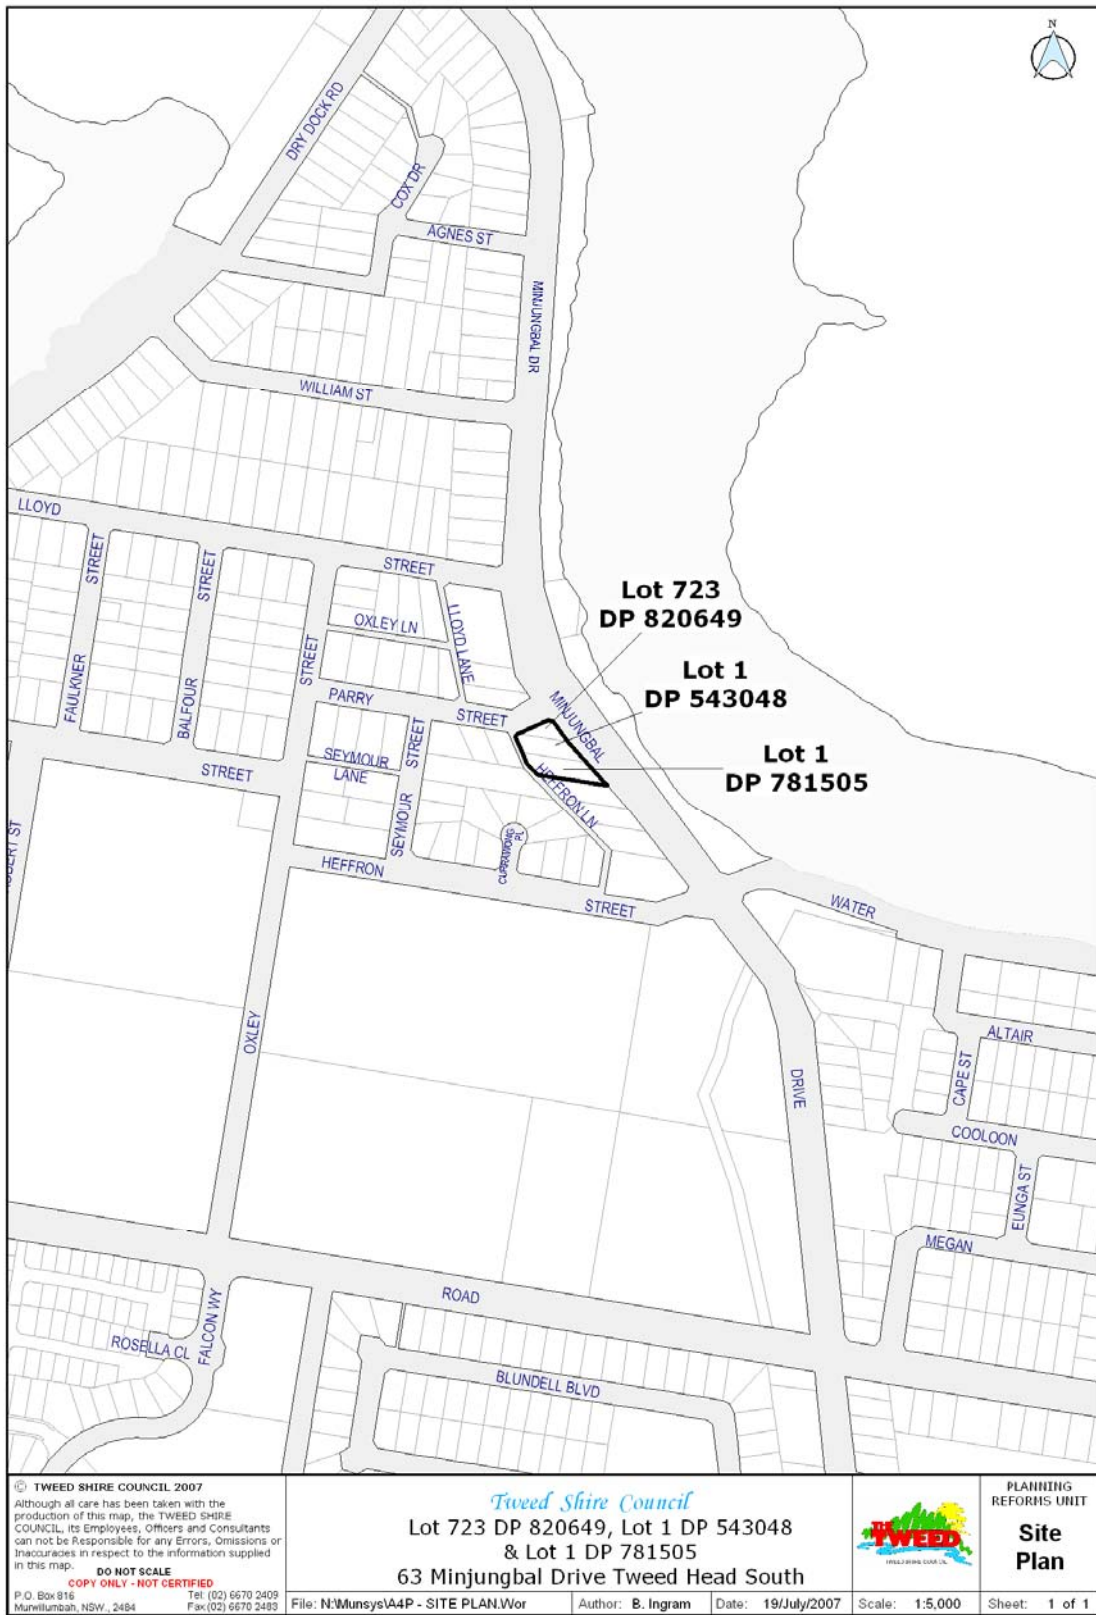 N
DRY DOCK RD
COX DR
AGNES ST
MINJUNGBAL DR
WILLIAM ST
LLOYD
STREET
STREET
STREET
FAULKNER
BALFOUR
STREET
OXLEY LN
LLOYD LANE
STREET
PARRY
STREET
Lot 723
DP 820649
Lot 1
DP 543048
Lot 1
DP 781505
MINJUNGBAL
HEFFRON LN
SEYMOUR
LANE
STREET
SEYMOUR
STREET
CURRAWONG
PL
HEFFRON
STREET
WATER
OXLEY
DRIVE
ALTAIR
CAPE ST
COOLOON
EUNGA ST
MEGAN
ROAD
FALCON WY
ROSELLA CL
BLUNDELL BLVD
© TWEED SHIRE COUNCIL 2007
Although all care has been taken with the
production of this map, the TWEED SHIRE
COUNCIL, its Employees, Officers and Consultants
can not be Responsible for any Errors, Omissions or
Inaccuracies in respect to the information supplied
in this map.
DO NOT SCALE
COPY ONLY - NOT CERTIFIED
P.O. Box 816
Murwillumbah, NSW., 2484
Tel: (02) 6670 2409
Fax:(02) 6670 2483
Tweed Shire Council
Lot 723 DP 820649, Lot 1 DP 543048
& Lot 1 DP 781505
63 Minjungbal Drive Tweed Head South
File: N:\Munsys\A4P - SITE PLAN.Wor
Author: B. Ingram
Date: 19/July/2007
THE
TWEED
TWEED SHIRE COUNCIL
Scale: 1:5,000
PLANNING
REFORMS UNIT
Site
Plan
Sheet: 1 of 1